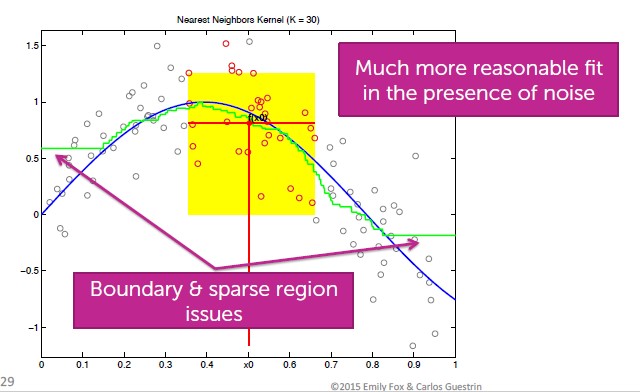 Nearest Neighbors Kernel (K = 30)
1.5
1
0.5
0
−0.5
−1
0
0.1
0.2
0.3
0.4
x0
0.6
0.7
0.8
0.9
1
f(x0)
Much more reasonable fit
in the presence of noise
Boundary & sparse region
issues
29
©2015 Emily Fox & Carlos Guestrin